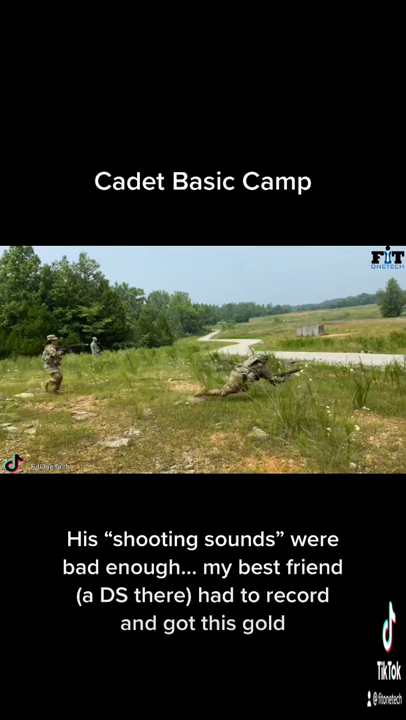 Cadet Basic Camp
FiT
ONETECH
FitOneTech
His “shooting sounds” were
bad enough... my best friend
(a DS there) had to record
and got this gold
TikTok
@fitonetech